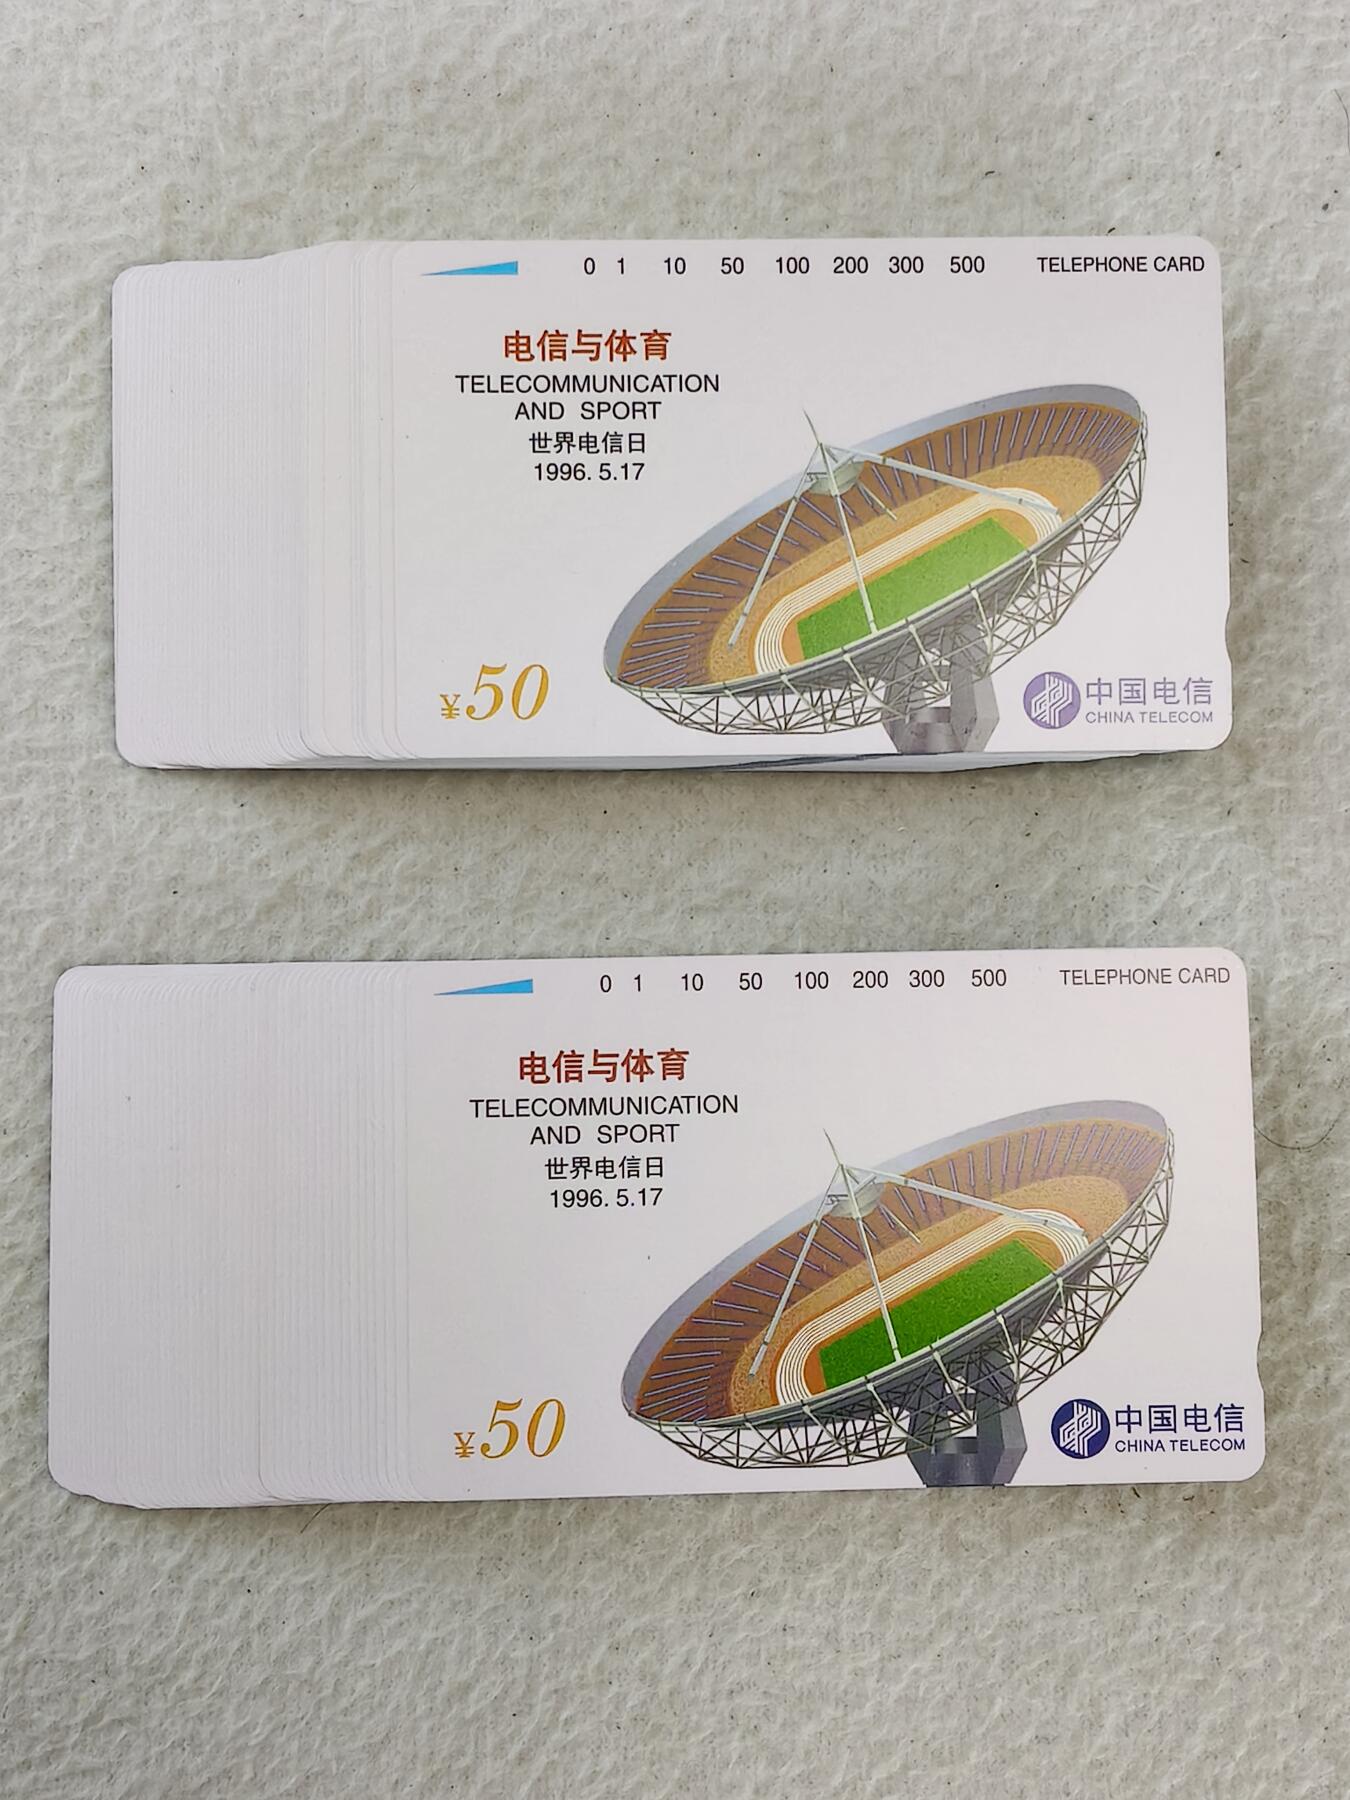 0 1 10 50 100 200 300 500 TELEPHONE CARD
电信与体育
TELECOMMUNICATION
AND SPORT
世界电信日
1996. 5.17
¥50
中国电信
CHINA TELECOM
0 1 10 50 100 200 300 500 TELEPHONE CARD
电信与体育
TELECOMMUNICATION
AND SPORT
世界电信日
1996. 5.17
¥50
中国电信
CHINA TELECOM